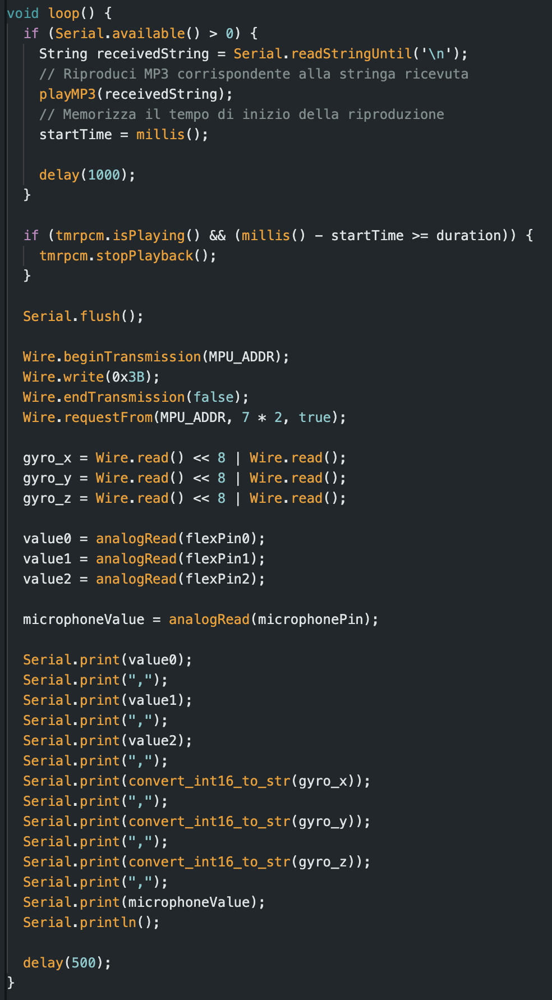 void loop() {
  if (Serial.available() > 0) {
    String receivedString = Serial.readStringUntil('\n');
    // Riproduci MP3 corrispondente alla stringa ricevuta
    playMP3(receivedString);
    // Memorizza il tempo di inizio della riproduzione
    startTime = millis();

    delay(1000);
  }

  if (tmrpcm.isPlaying() && (millis() - startTime >= duration)) {
    tmrpcm.stopPlayback();
  }

  Serial.flush();

  Wire.beginTransmission(MPU_ADDR);
  Wire.write(0x3B);
  Wire.endTransmission(false);
  Wire.requestFrom(MPU_ADDR, 7 * 2, true);

  gyro_x = Wire.read() << 8 | Wire.read();
  gyro_y = Wire.read() << 8 | Wire.read();
  gyro_z = Wire.read() << 8 | Wire.read();

  value0 = analogRead(flexPin0);
  value1 = analogRead(flexPin1);
  value2 = analogRead(flexPin2);

  microphoneValue = analogRead(microphonePin);

  Serial.print(value0);
  Serial.print(",");
  Serial.print(value1);
  Serial.print(",");
  Serial.print(value2);
  Serial.print(",");
  Serial.print(convert_int16_to_str(gyro_x));
  Serial.print(",");
  Serial.print(convert_int16_to_str(gyro_y));
  Serial.print(",");
  Serial.print(convert_int16_to_str(gyro_z));
  Serial.print(",");
  Serial.print(microphoneValue);
  Serial.println();

  delay(500);
}